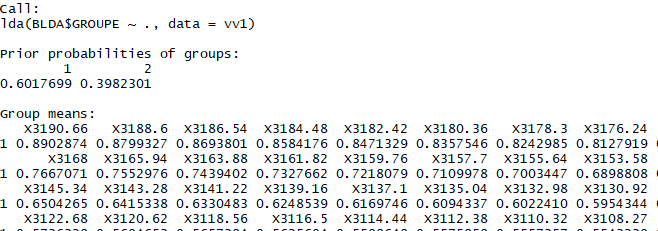 Call:
lda(BLDA$GROUPE ~ ., data = vv1)
Prior probabilities of groups:
1 2
0.6017699 0.3982301
Group means:
x3190.66 x3188.6 x3186.54 x3184.48 x3182.42 x3180.36 x3178.3 x3176.24
1 0.8902874 0.8799327 0.8693801 0.8584176 0.8471329 0.8357546 0.8242985 0.8127919
x3168 x3165.94 x3163.88 x3161.82 x3159.76 x3157.7 x3155.64 x3153.58
1 0.7667071 0.7552976 0.7439402 0.7327662 0.7218079 0.7109978 0.7003447 0.6898808
x3145.34 x3143.28 x3141.22 x3139.16 x3137.1 x3135.04 x3132.98 x3130.92
1 0.6504265 0.6415338 0.6330483 0.6248539 0.6169746 0.6094337 0.6022410 0.5954344
x3122.68 x3120.62 x3118.56 x3116.5 x3114.44 x3112.38 x3110.32 x3108.27